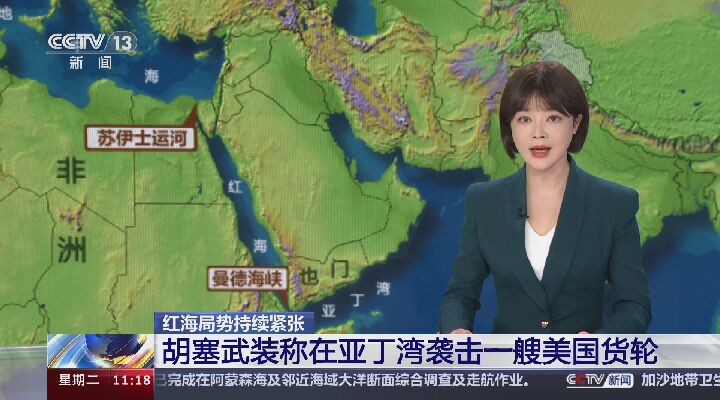 CCTV 13
新闻
海
苏伊士运河
非
洲
红
海
曼德海峡
也门
亚丁湾
红海局势持续紧张
胡塞武装称在亚丁湾袭击一艘美国货轮
星期二 11:18 已完成在阿蒙森海及邻近海域大洋断面综合调查及走航作业。 CCTV 新闻 加沙地带卫生